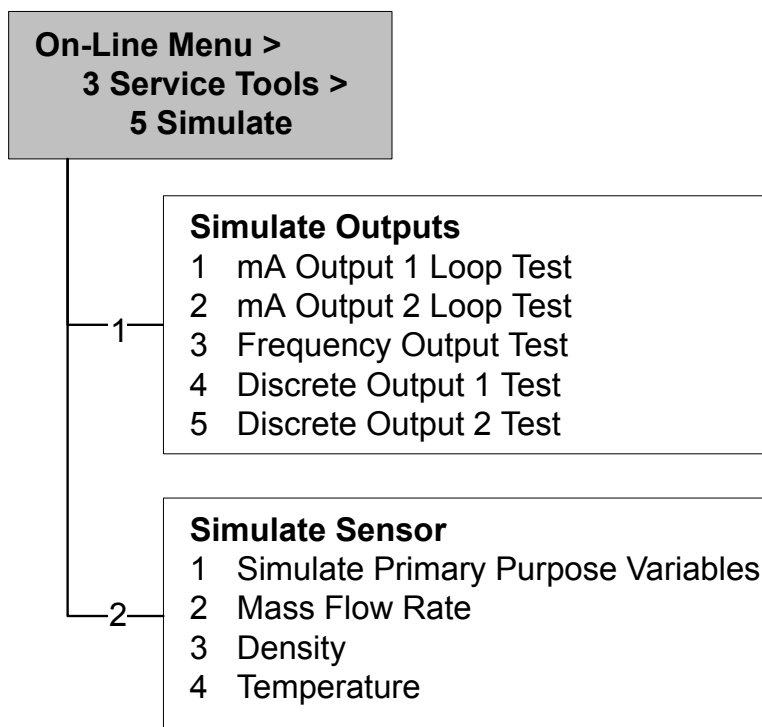 On-Line Menu >
3 Service Tools >
5 Simulate
1
Simulate Outputs
1 mA Output 1 Loop Test
2 mA Output 2 Loop Test
3 Frequency Output Test
4 Discrete Output 1 Test
5 Discrete Output 2 Test
2
Simulate Sensor
1 Simulate Primary Purpose Variables
2 Mass Flow Rate
3 Density
4 Temperature